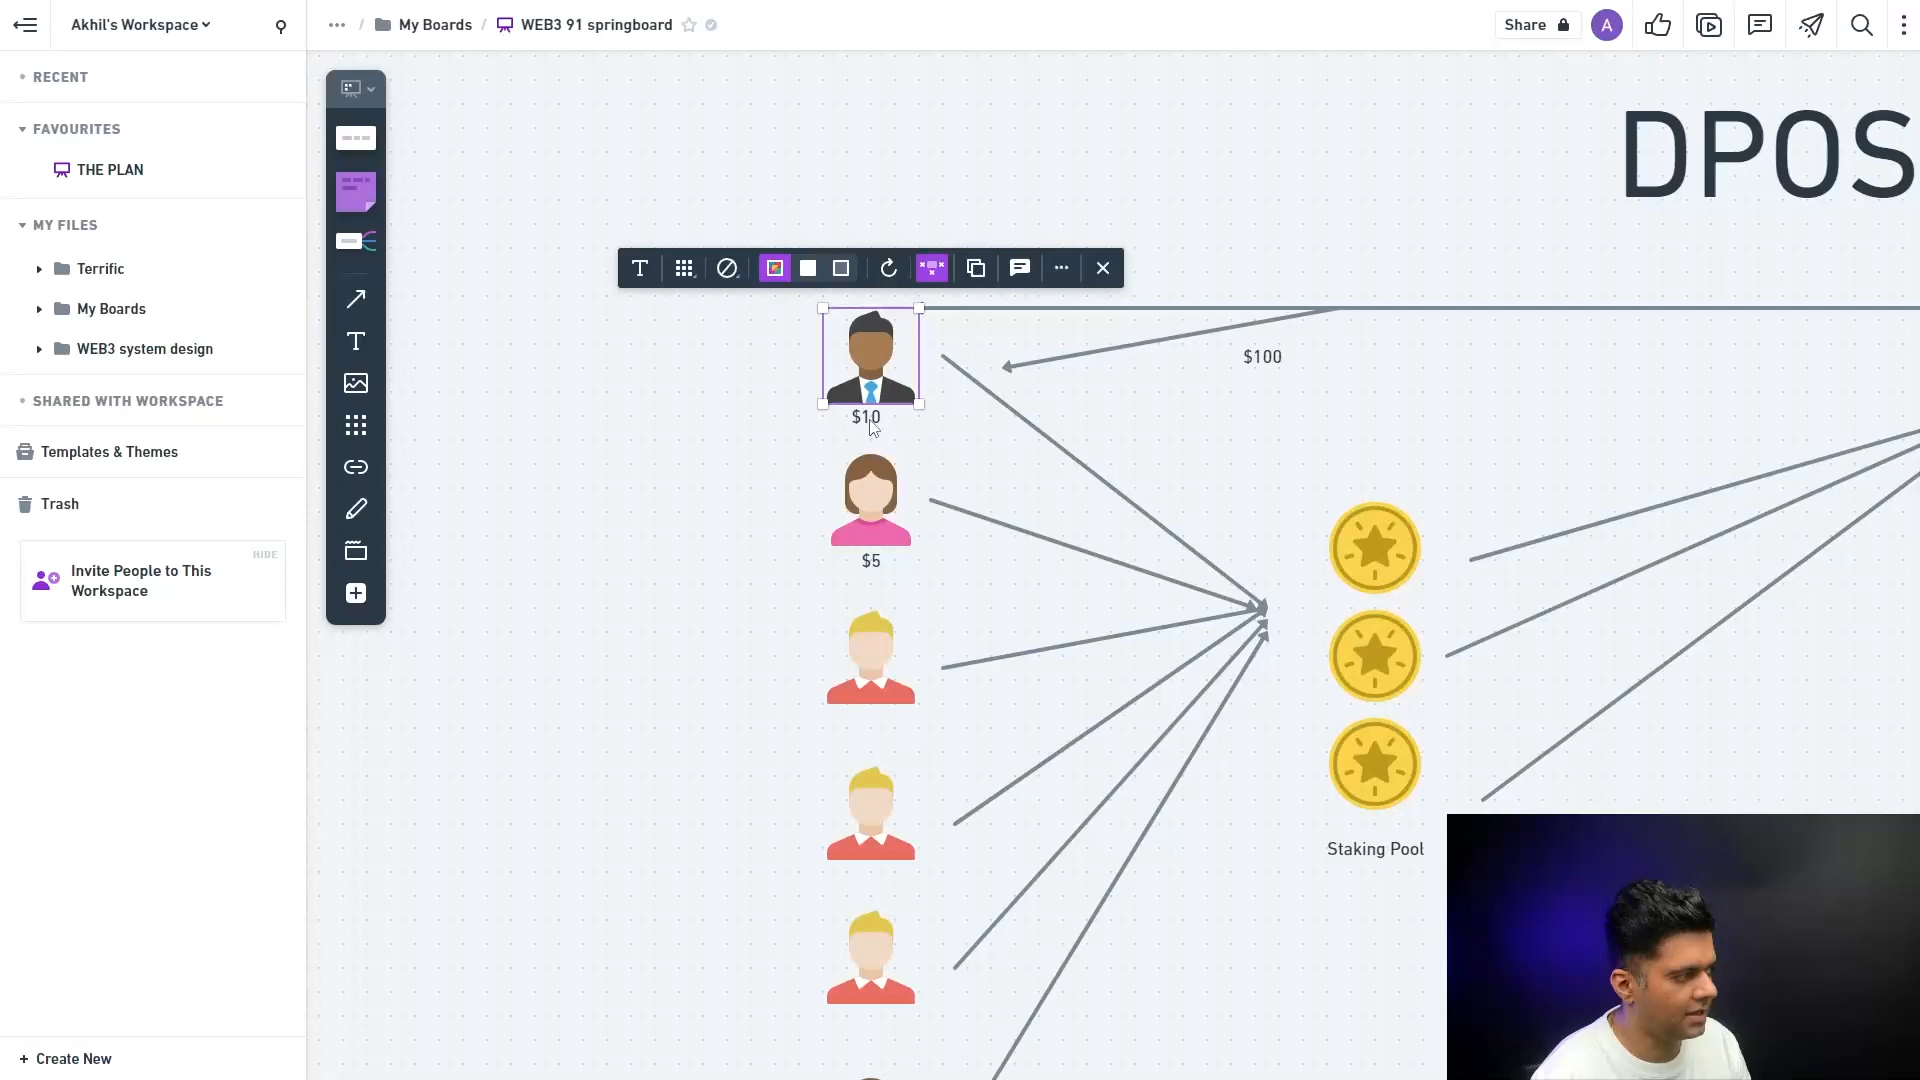 Akhil's Workspace
... / My Boards / WEB3 91 springboard
Share
A
RECENT
FAVOURITES
THE PLAN
MY FILES
Terrific
My Boards
WEB3 system design
SHARED WITH WORKSPACE
Templates & Themes
Trash
HIDE
Invite People to This
Workspace
+ Create New
DPOS
$100
$10
$5
Staking Pool